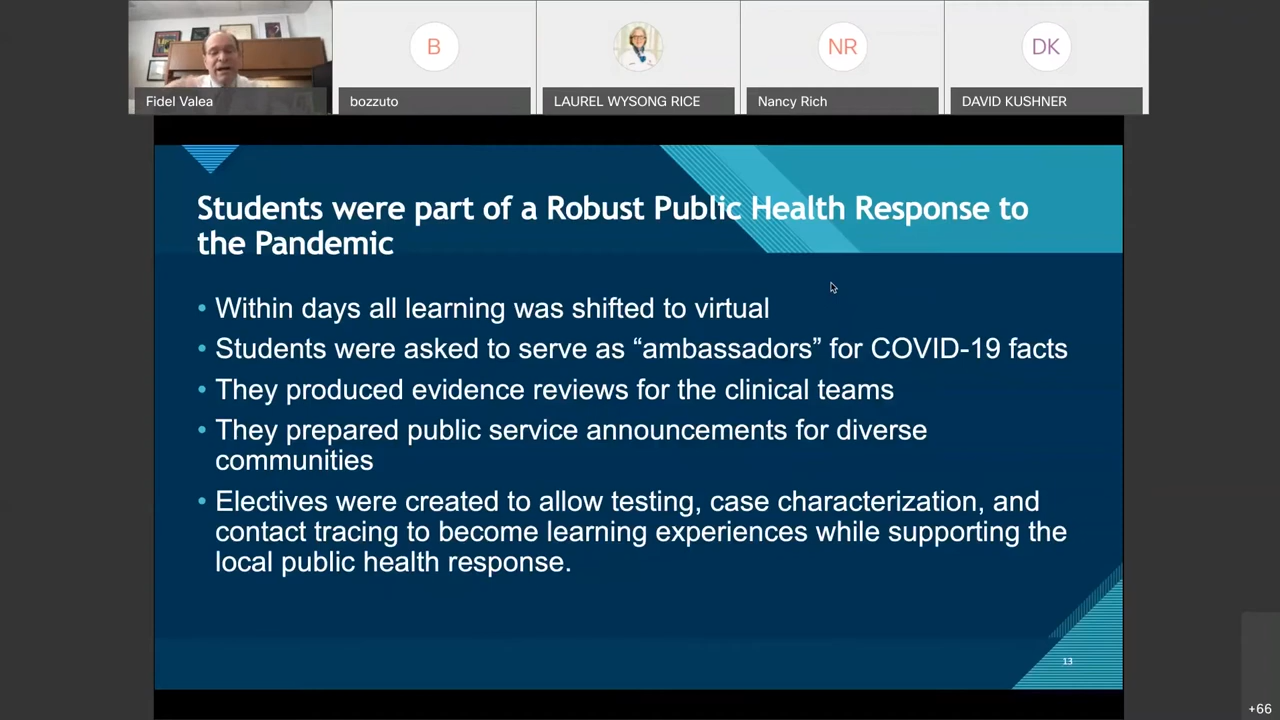 B
NR
DK
Fidel Valea
bozzuto
LAUREL WYSONG RICE
Nancy Rich
DAVID KUSHNER
Students were part of a Robust Public Health Response to
the Pandemic
• Within days all learning was shifted to virtual
• Students were asked to serve as “ambassadors” for COVID-19 facts
• They produced evidence reviews for the clinical teams
• They prepared public service announcements for diverse
communities
• Electives were created to allow testing, case characterization, and
contact tracing to become learning experiences while supporting the
local public health response.
13
+66